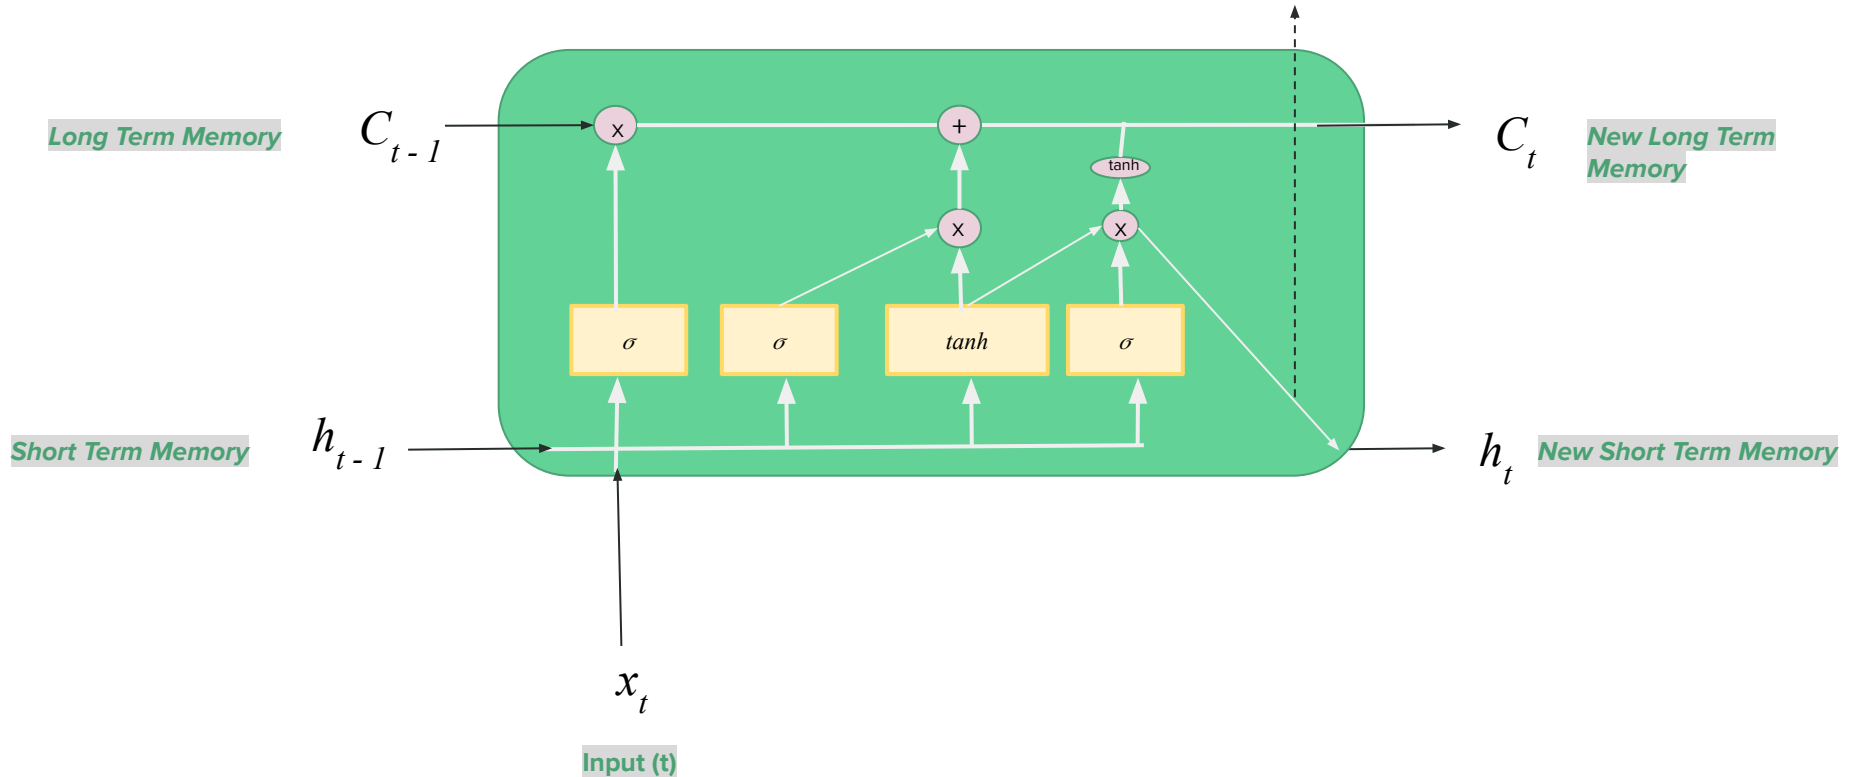 Long Term Memory
C t - 1
x
+
tanh
C t
New Long Term
Memory
x
x
σ
σ
tanh
σ
Short Term Memory
h t - 1
h t
New Short Term Memory
x t
Input (t)